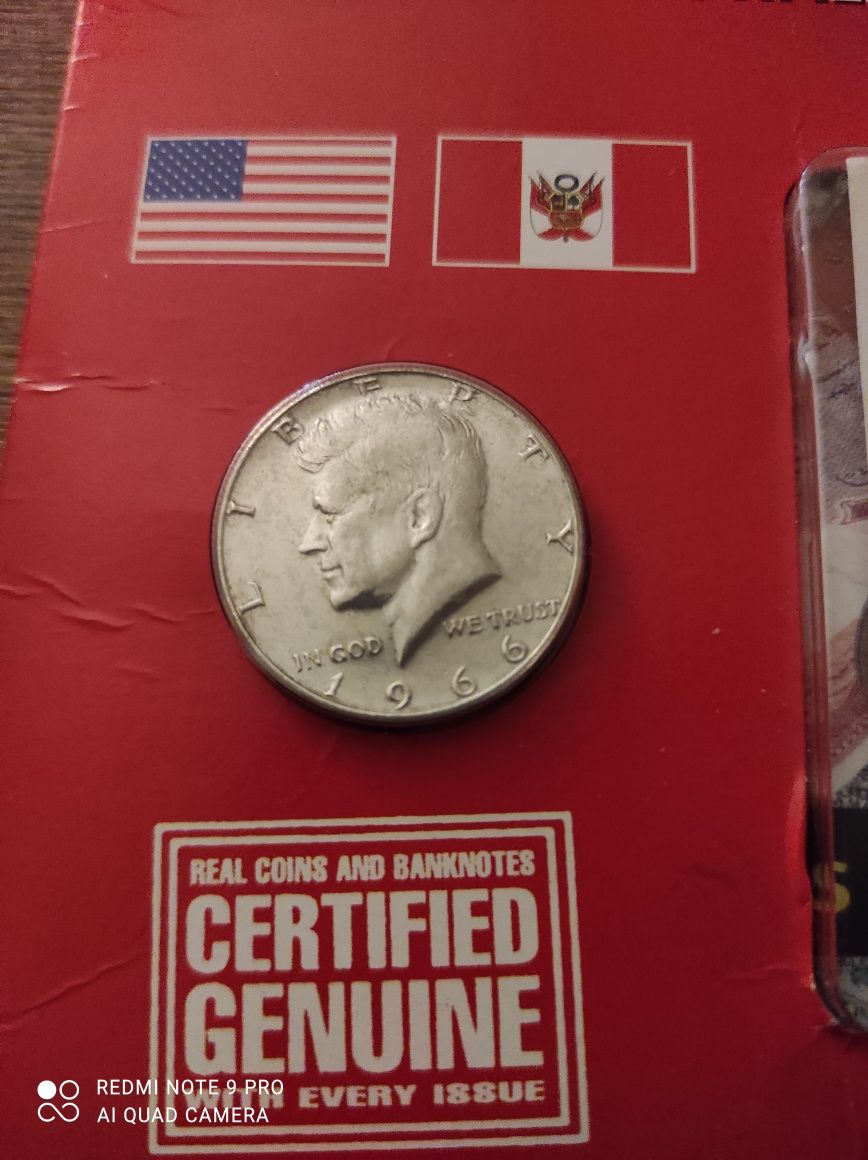 LIBERTY
IN GOD WE TRUST
1966
REAL COINS AND BANKNOTES
CERTIFIED
GENUINE
WITH EVERY ISSUE
REDMI NOTE 9 PRO
AI QUAD CAMERA
S